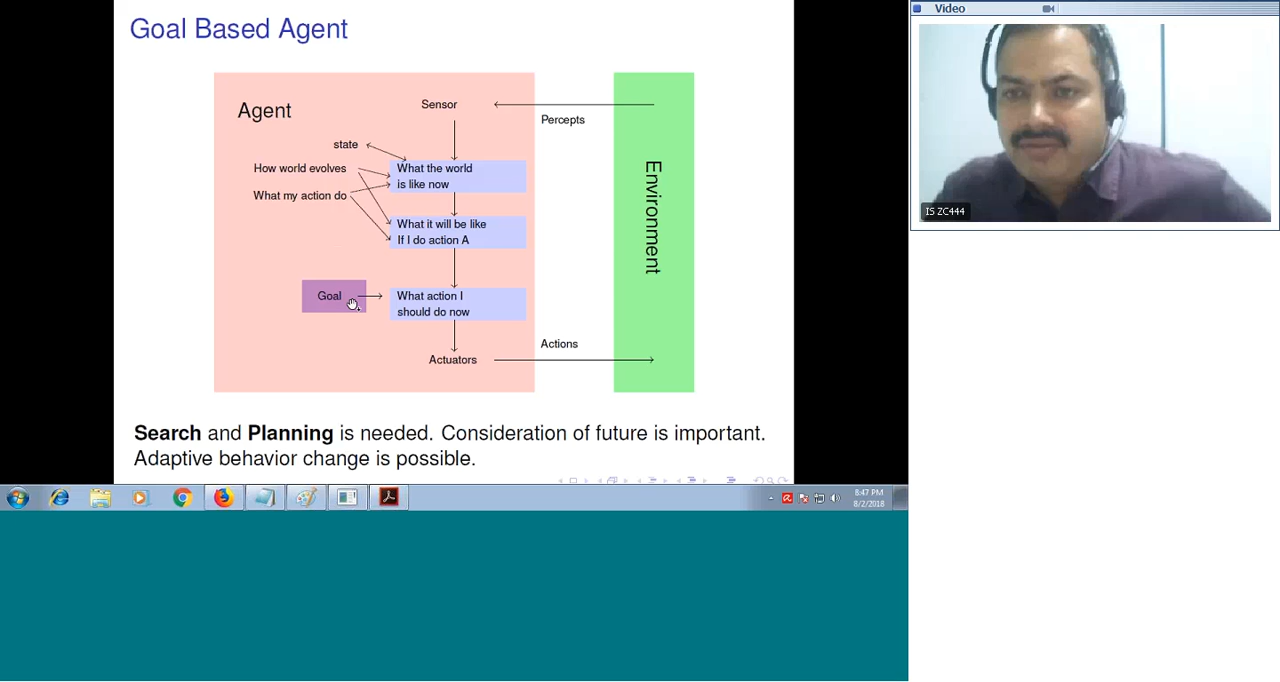 Goal Based Agent
Agent
Sensor
Percepts
state
How world evolves
What my action do
What the world
is like now
What it will be like
If I do action A
Goal
What action I
should do now
Actuators
Actions
Environment
Search and Planning is needed. Consideration of future is important.
Adaptive behavior change is possible.
8:47 PM
8/2/2018
Video
IS ZC444